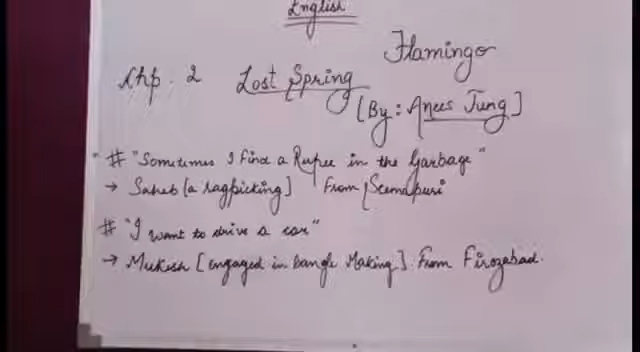 English
Flamingo
Chp. 2 Lost Spring
[By: Anees Jung]
" # "Sometimes I find a Rupee in the Garbage"
→ Saheb [a ragpicking] From Seemapuri
# "I want to drive a car"
→ Mukesh [engaged in bangle Making]. From Firozabad.